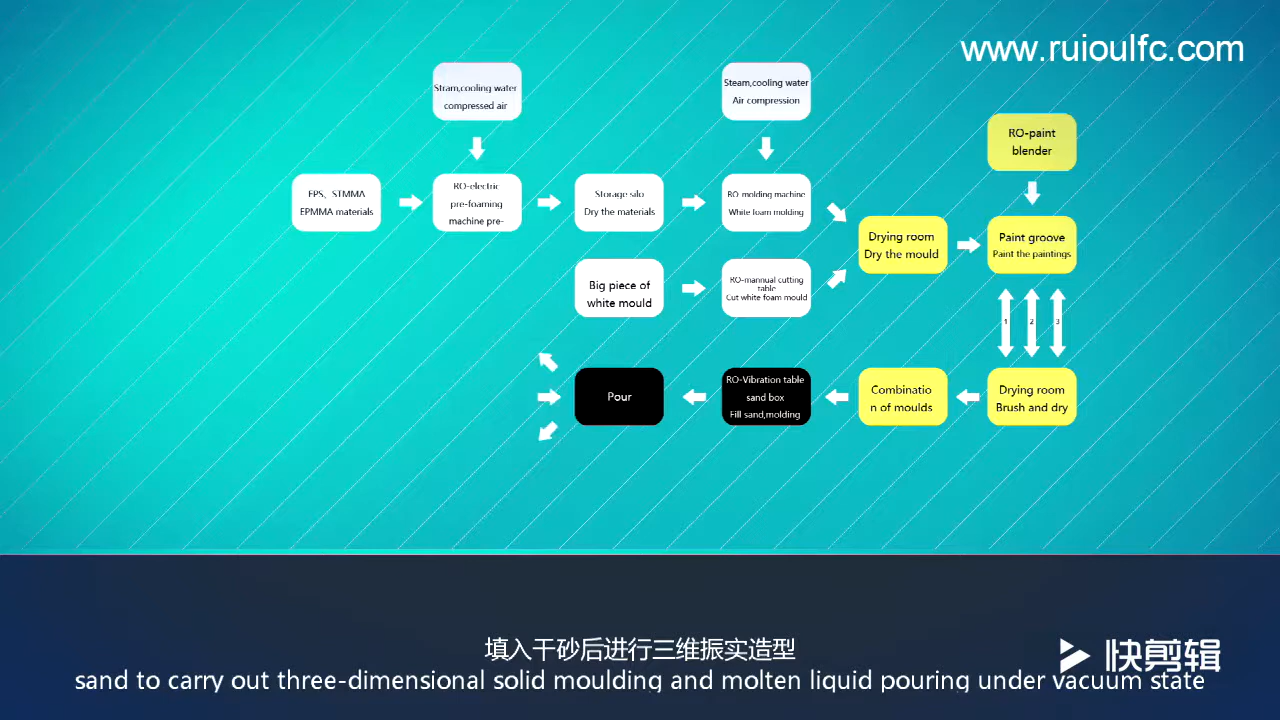 www.ruioulfc.com
Stram,cooling water
compressed air
Steam,cooling water
Air compression
RO-paint
blender
EPS、STMMA
EPMMA materials
RO-electric
pre-foaming
machine pre-
Storage silo
Dry the materials
RO-molding machine
White foam molding
Drying room
Dry the mould
Paint groove
Paint the paintings
Big piece of
white mould
RO-mannual cutting
table
Cut white foam mould
1 2 3
Pour
RO-Vibration table
sand box
Fill sand,molding
Combinatio
n of moulds
Drying room
Brush and dry
填入干砂后进行三维振实造型
快剪辑
sand to carry out three-dimensional solid moulding and molten liquid pouring under vacuum state